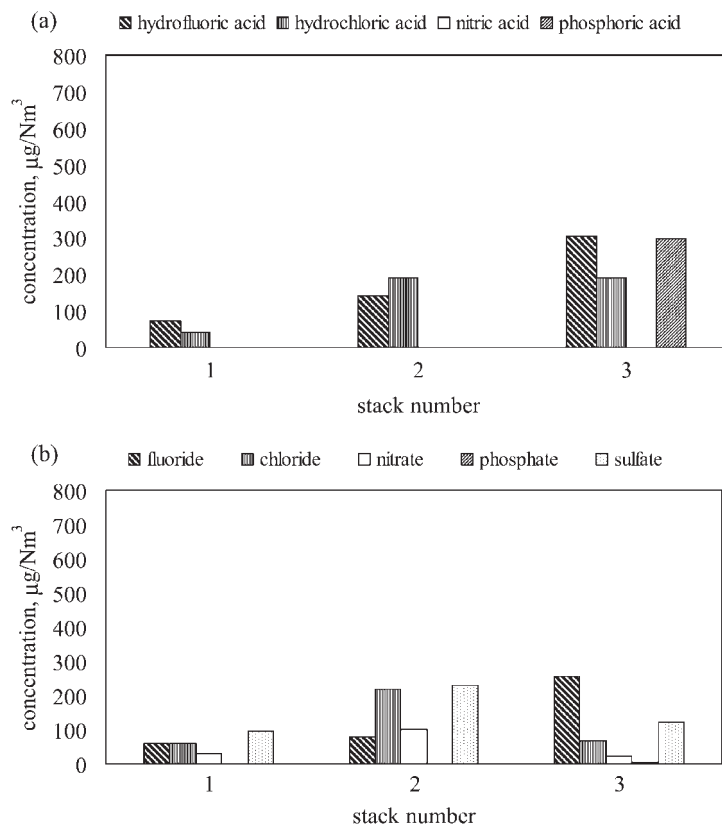 (a)
hydrofluoric acid hydrochloric acid nitric acid phosphoric acid
800
700
600
500
400
300
200
100
0
concentration, µg/Nm³
1 2 3
stack number
(b)
fluoride chloride nitrate phosphate sulfate
800
700
600
500
400
300
200
100
0
concentration, µg/Nm³
1 2 3
stack number